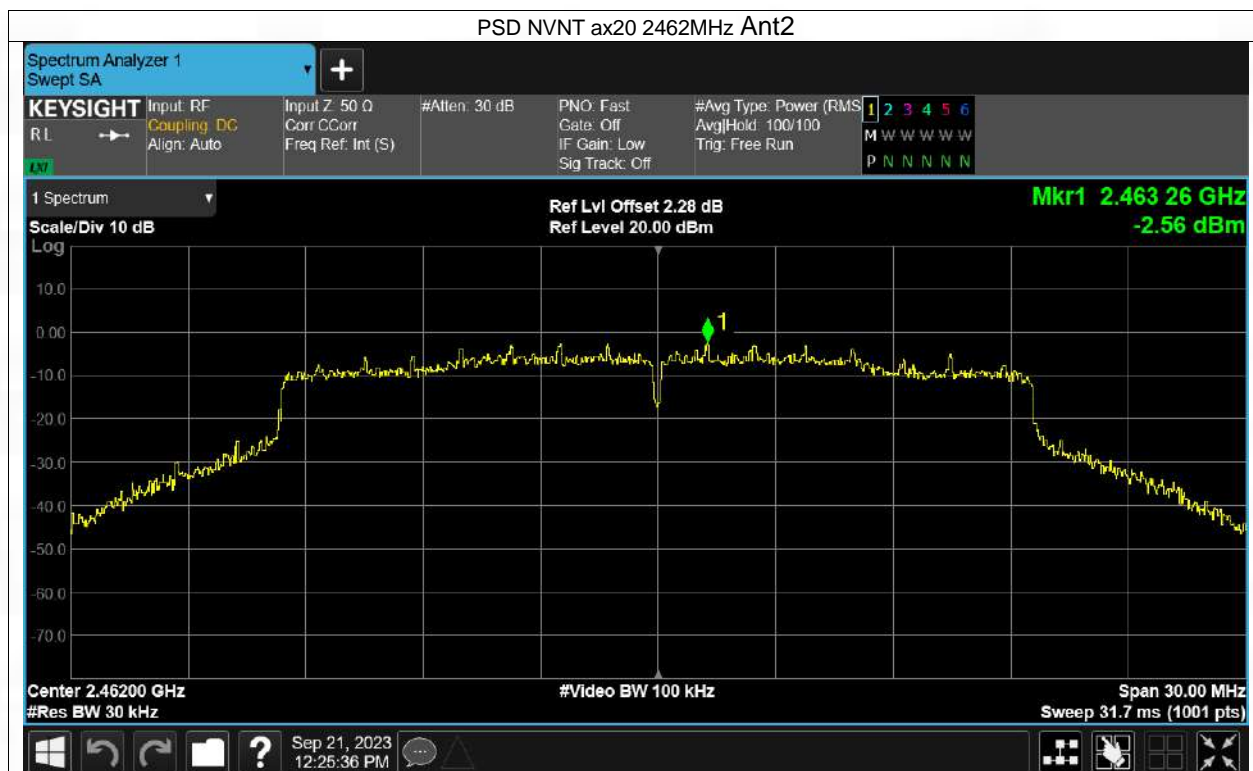 PSD NVNT ax20 2462MHz Ant2
Spectrum Analyzer 1
Swept SA
KEYSIGHT
R L
LXI
Input: RF
Coupling: DC
Align: Auto
Input Z: 50 Ω
Corr CCorr
Freq Ref: Int (S)
#Atten: 30 dB
PNO: Fast
Gate: Off
IF Gain: Low
Sig Track: Off
#Avg Type: Power (RMS
Avg|Hold: 100/100
Trig: Free Run
1 2 3 4 5 6
M W W W W W
P N N N N N
1 Spectrum
Scale/Div 10 dB
Ref Lvl Offset 2.28 dB
Ref Level 20.00 dBm
Mkr1 2.463 26 GHz
-2.56 dBm
Log
10.0
0.00
-10.0
-20.0
-30.0
-40.0
-50.0
-60.0
-70.0
1
Center 2.46200 GHz
#Res BW 30 kHz
#Video BW 100 kHz
Span 30.00 MHz
Sweep 31.7 ms (1001 pts)
Sep 21, 2023
12:25:36 PM